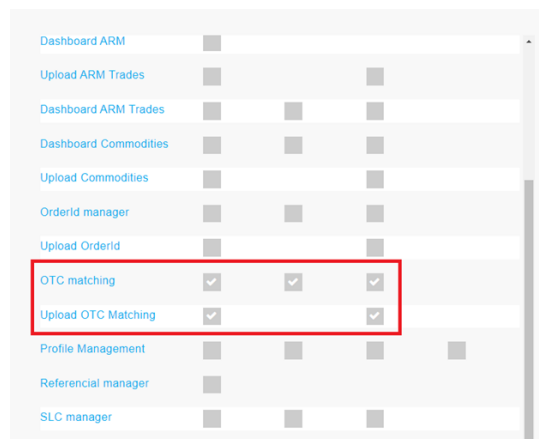 Dashboard ARM
Upload ARM Trades
Dashboard ARM Trades
Dashboard Commodities
Upload Commodities
OrderId manager
Upload OrderId
OTC matching
Upload OTC Matching
Profile Management
Referencial manager
SLC manager